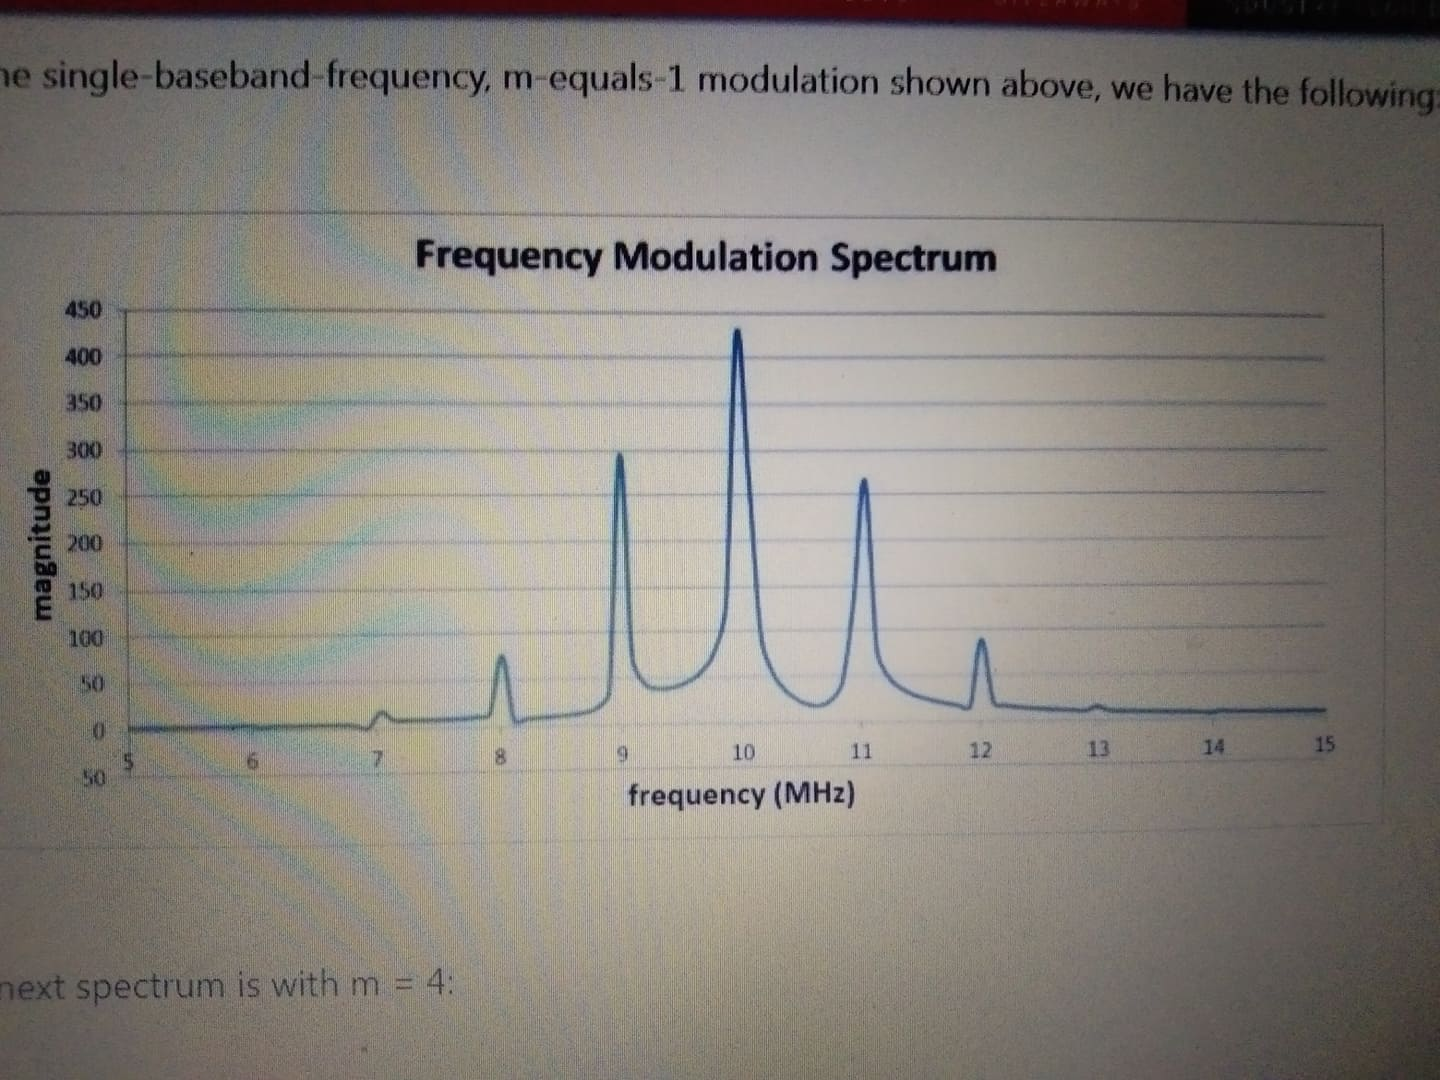 single-baseband-frequency, m-equals-1 modulation shown above, we have the following:
Frequency Modulation Spectrum
450
400
350
300
250
200
150
100
50
0
50
magnitude
5 6 7 8 9 10 11 12 13 14 15
frequency (MHz)
next spectrum is with m = 4: